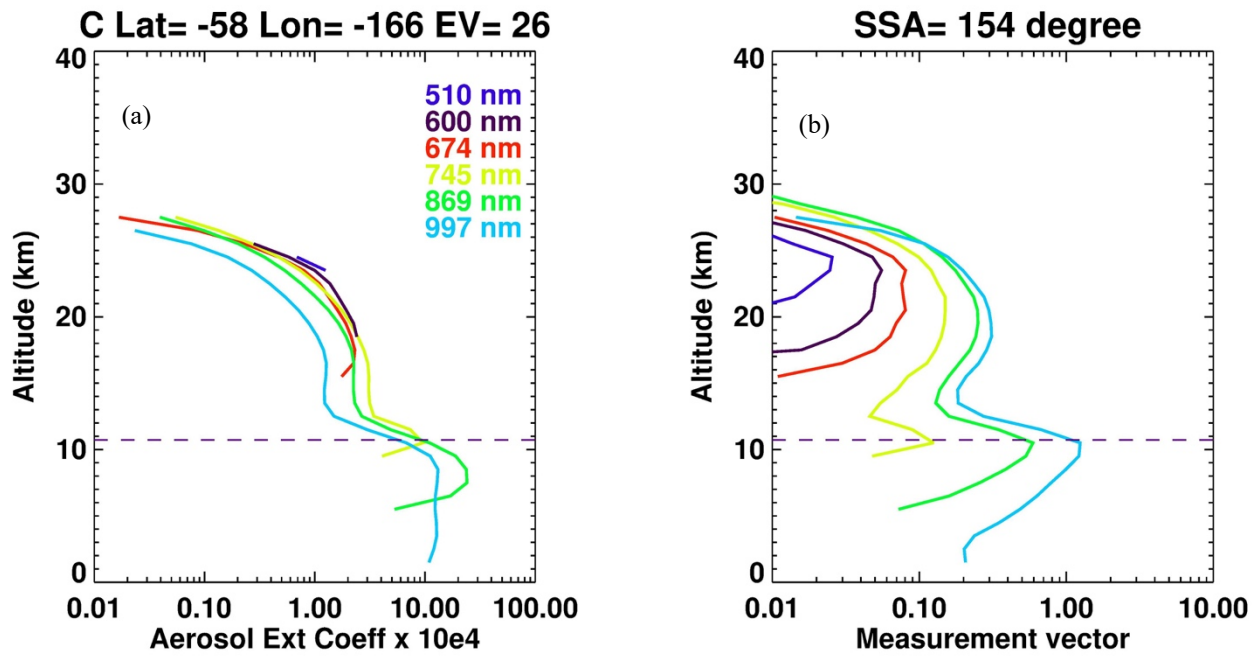 C Lat= -58 Lon= -166 EV= 26
40
30
20
10
0
Altitude (km)
(a)
510 nm
600 nm
674 nm
745 nm
869 nm
997 nm
0.01 0.10 1.00 10.00 100.00
Aerosol Ext Coeff x 10e4
SSA= 154 degree
40
30
20
10
0
Altitude (km)
(b)
0.01 0.10 1.00 10.00
Measurement vector